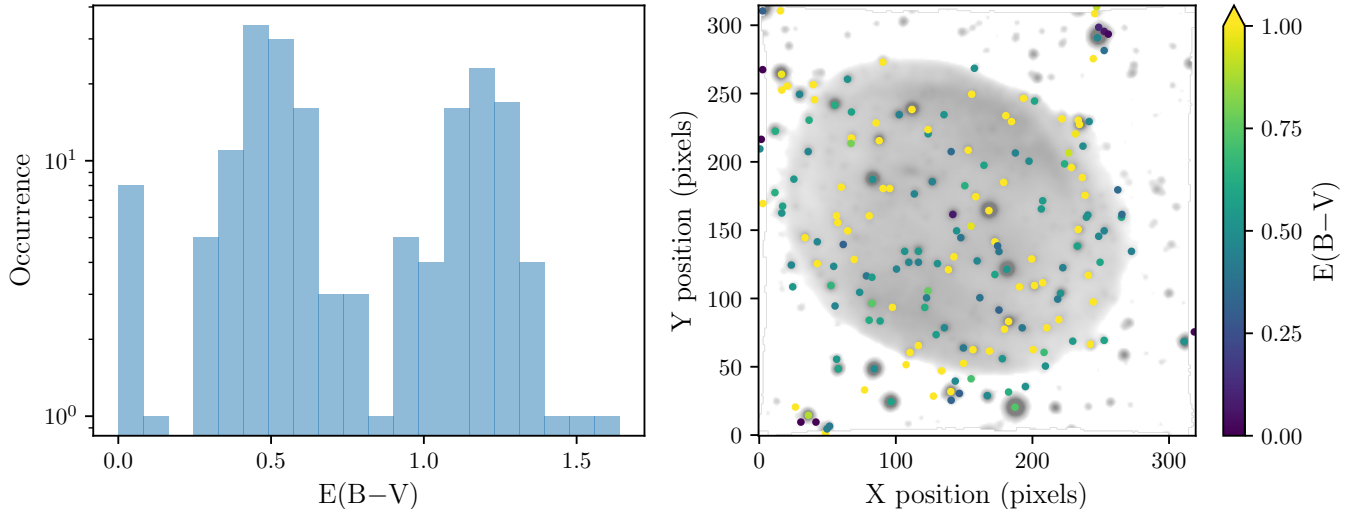 Occurrence
10¹
10⁰
0.0 0.5 1.0 1.5
E(B−V)
Y position (pixels)
300
250
200
150
100
50
0
0 100 200 300
X position (pixels)
1.00
0.75
0.50
0.25
0.00
E(B−V)